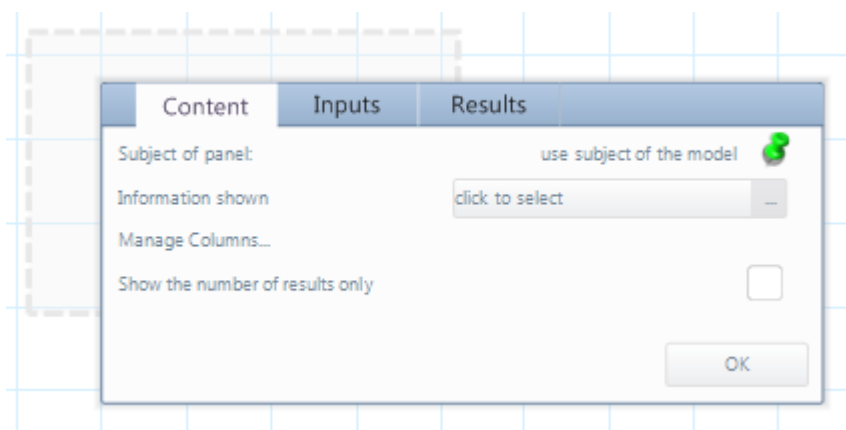 Content Inputs Results
Subject of panel: use subject of the model
Information shown click to select ...
Manage Columns...
Show the number of results only
OK